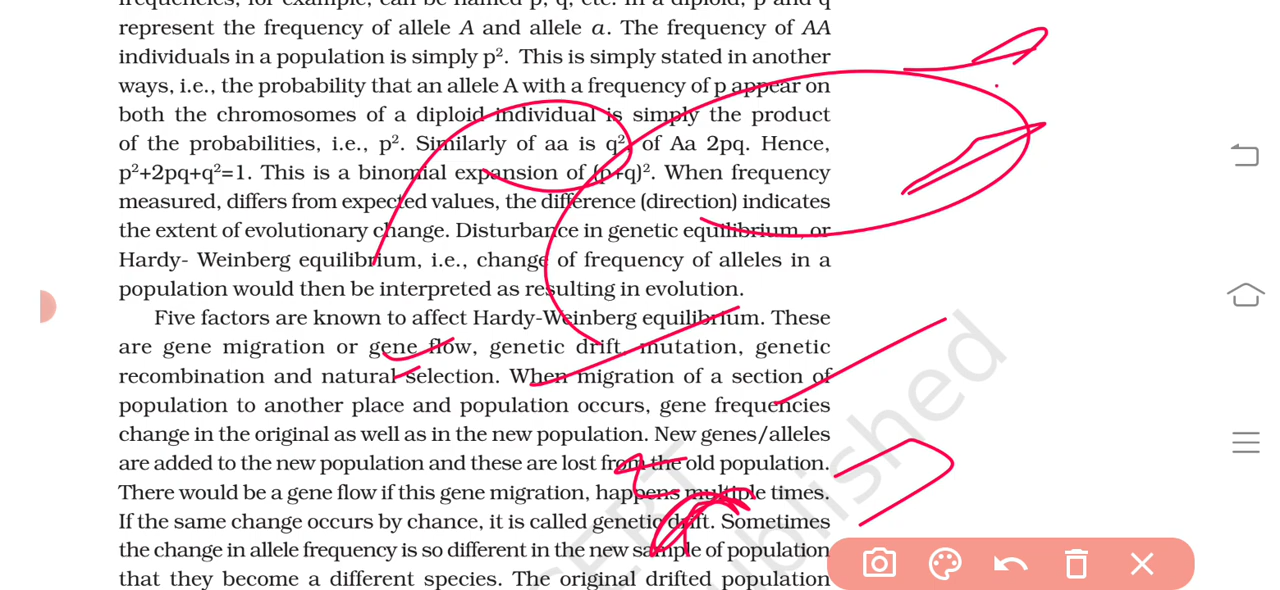 frequencies, for example, can be named p, q, etc. In a diploid, p and q
represent the frequency of allele A and allele a. The frequency of AA
individuals in a population is simply p². This is simply stated in another
ways, i.e., the probability that an allele A with a frequency of p appear on
both the chromosomes of a diploid individual is simply the product
of the probabilities, i.e., p². Similarly of aa is q², of Aa 2pq. Hence,
p²+2pq+q²=1. This is a binomial expansion of (p+q)². When frequency
measured, differs from expected values, the difference (direction) indicates
the extent of evolutionary change. Disturbance in genetic equilibrium, or
Hardy- Weinberg equilibrium, i.e., change of frequency of alleles in a
population would then be interpreted as resulting in evolution.
Five factors are known to affect Hardy-Weinberg equilibrium. These
are gene migration or gene flow, genetic drift, mutation, genetic
recombination and natural selection. When migration of a section of
population to another place and population occurs, gene frequencies
change in the original as well as in the new population. New genes/alleles
are added to the new population and these are lost from the old population.
There would be a gene flow if this gene migration, happens multiple times.
If the same change occurs by chance, it is called genetic drift. Sometimes
the change in allele frequency is so different in the new sample of population
that they become a different species. The original drifted population